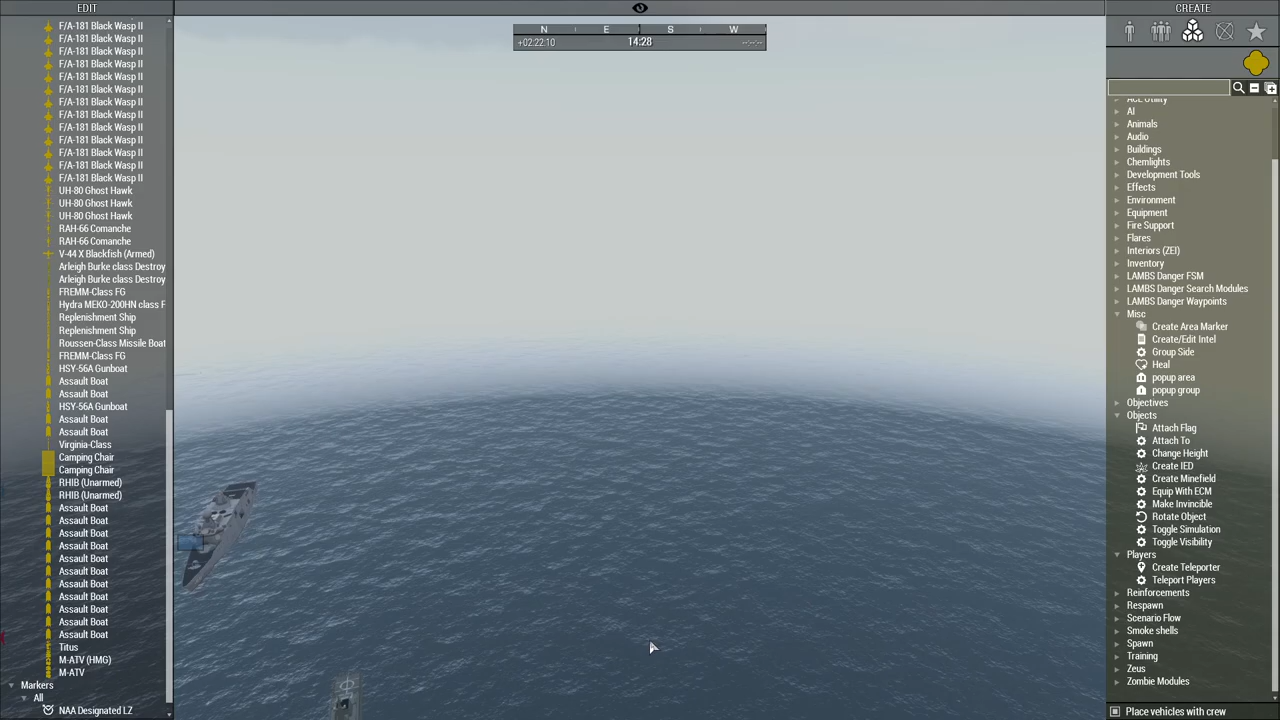 EDIT
F/A-181 Black Wasp II
F/A-181 Black Wasp II
F/A-181 Black Wasp II
F/A-181 Black Wasp II
F/A-181 Black Wasp II
F/A-181 Black Wasp II
F/A-181 Black Wasp II
F/A-181 Black Wasp II
F/A-181 Black Wasp II
F/A-181 Black Wasp II
F/A-181 Black Wasp II
F/A-181 Black Wasp II
F/A-181 Black Wasp II
UH-80 Ghost Hawk
UH-80 Ghost Hawk
UH-80 Ghost Hawk
RAH-66 Comanche
RAH-66 Comanche
V-44 X Blackfish (Armed)
Arleigh Burke class Destroy
Arleigh Burke class Destroy
FREMM-Class FG
Hydra MEKO-200HN class F
Replenishment Ship
Replenishment Ship
Roussen-Class Missile Boat
FREMM-Class FG
HSY-56A Gunboat
Assault Boat
Assault Boat
HSY-56A Gunboat
Assault Boat
Assault Boat
Virginia-Class
Camping Chair
Camping Chair
RHIB (Unarmed)
RHIB (Unarmed)
Assault Boat
Assault Boat
Assault Boat
Assault Boat
Assault Boat
Assault Boat
Assault Boat
Assault Boat
Assault Boat
Assault Boat
Assault Boat
Titus
M-ATV (HMG)
M-ATV
Markers
All
NAA Designated LZ
N E S W
+02:22:10 14:28 --:--:--
CREATE
ACE Utility
AI
Animals
Audio
Buildings
Chemlights
Development Tools
Effects
Environment
Equipment
Fire Support
Flares
Interiors (ZEI)
Inventory
LAMBS Danger FSM
LAMBS Danger Search Modules
LAMBS Danger Waypoints
Misc
Create Area Marker
Create/Edit Intel
Group Side
Heal
popup area
popup group
Objectives
Objects
Attach Flag
Attach To
Change Height
Create IED
Create Minefield
Equip With ECM
Make Invincible
Rotate Object
Toggle Simulation
Toggle Visibility
Players
Create Teleporter
Teleport Players
Reinforcements
Respawn
Scenario Flow
Smoke shells
Spawn
Training
Zeus
Zombie Modules
Place vehicles with crew